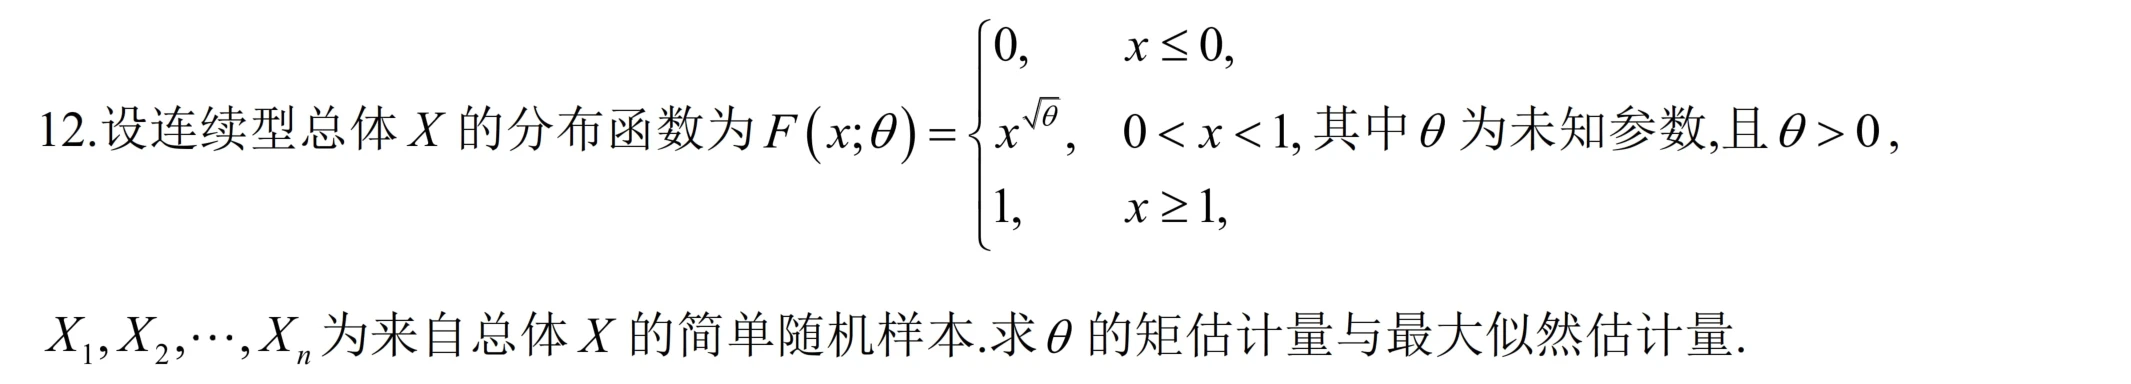 12.设连续型总体 X 的分布函数为 F(x;θ) = { 0, x ≤ 0, x^{√θ}, 0 < x < 1, 1, x ≥ 1, 其中 θ 为未知参数,且 θ > 0 ,
X₁, X₂, ⋯, Xₙ 为来自总体 X 的简单随机样本.求 θ 的矩估计量与最大似然估计量.